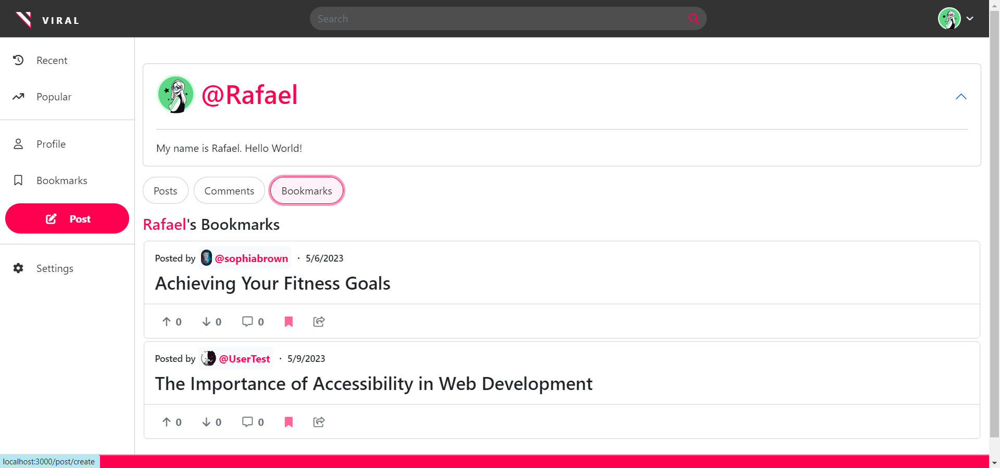 VIRAL
Search
Recent
Popular
Profile
Bookmarks
Post
Settings
@Rafael
My name is Rafael. Hello World!
Posts
Comments
Bookmarks
Rafael's Bookmarks
Posted by @sophiabrown · 5/6/2023
Achieving Your Fitness Goals
0 0 0
Posted by @UserTest · 5/9/2023
The Importance of Accessibility in Web Development
0 0 0
localhost:3000/post/create